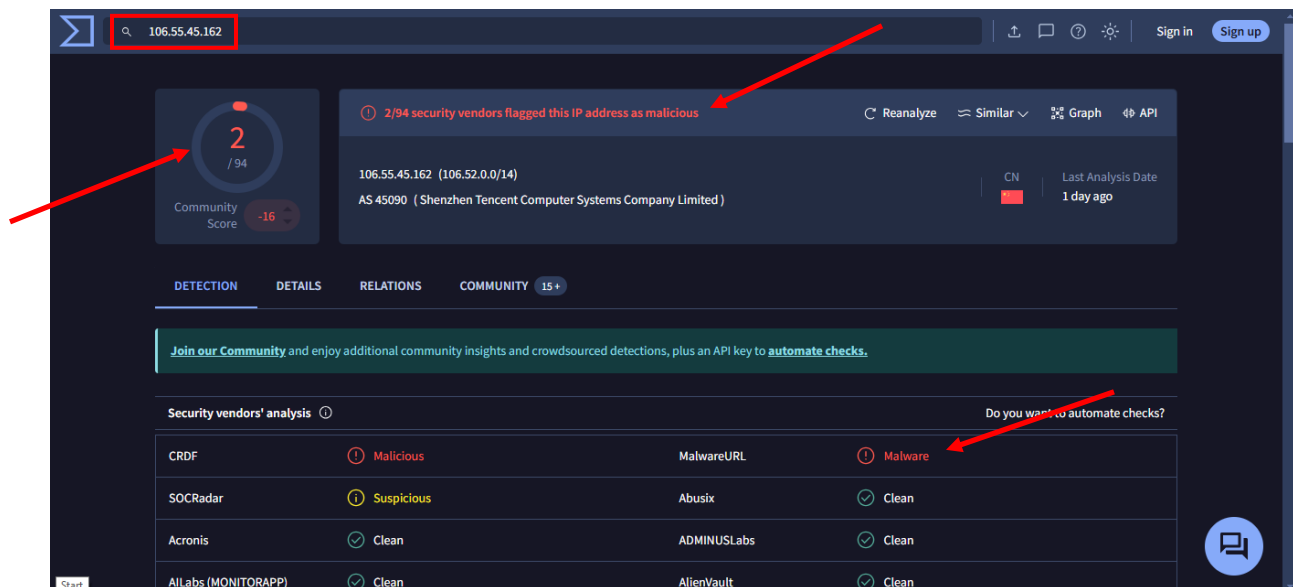 106.55.45.162
Sign in
Sign up
2
/ 94
Community Score
-16
2/94 security vendors flagged this IP address as malicious
Reanalyze
Similar
Graph
API
106.55.45.162 (106.52.0.0/14)
AS 45090 ( Shenzhen Tencent Computer Systems Company Limited )
CN
Last Analysis Date
1 day ago
DETECTION
DETAILS
RELATIONS
COMMUNITY 15+
Join our Community and enjoy additional community insights and crowdsourced detections, plus an API key to automate checks.
Security vendors' analysis
Do you want to automate checks?
CRDF Malicious MalwareURL Malware
SOCRadar Suspicious Abusix Clean
Acronis Clean ADMINUSLabs Clean
AILabs (MONITORAPP) Clean AlienVault Clean
Start